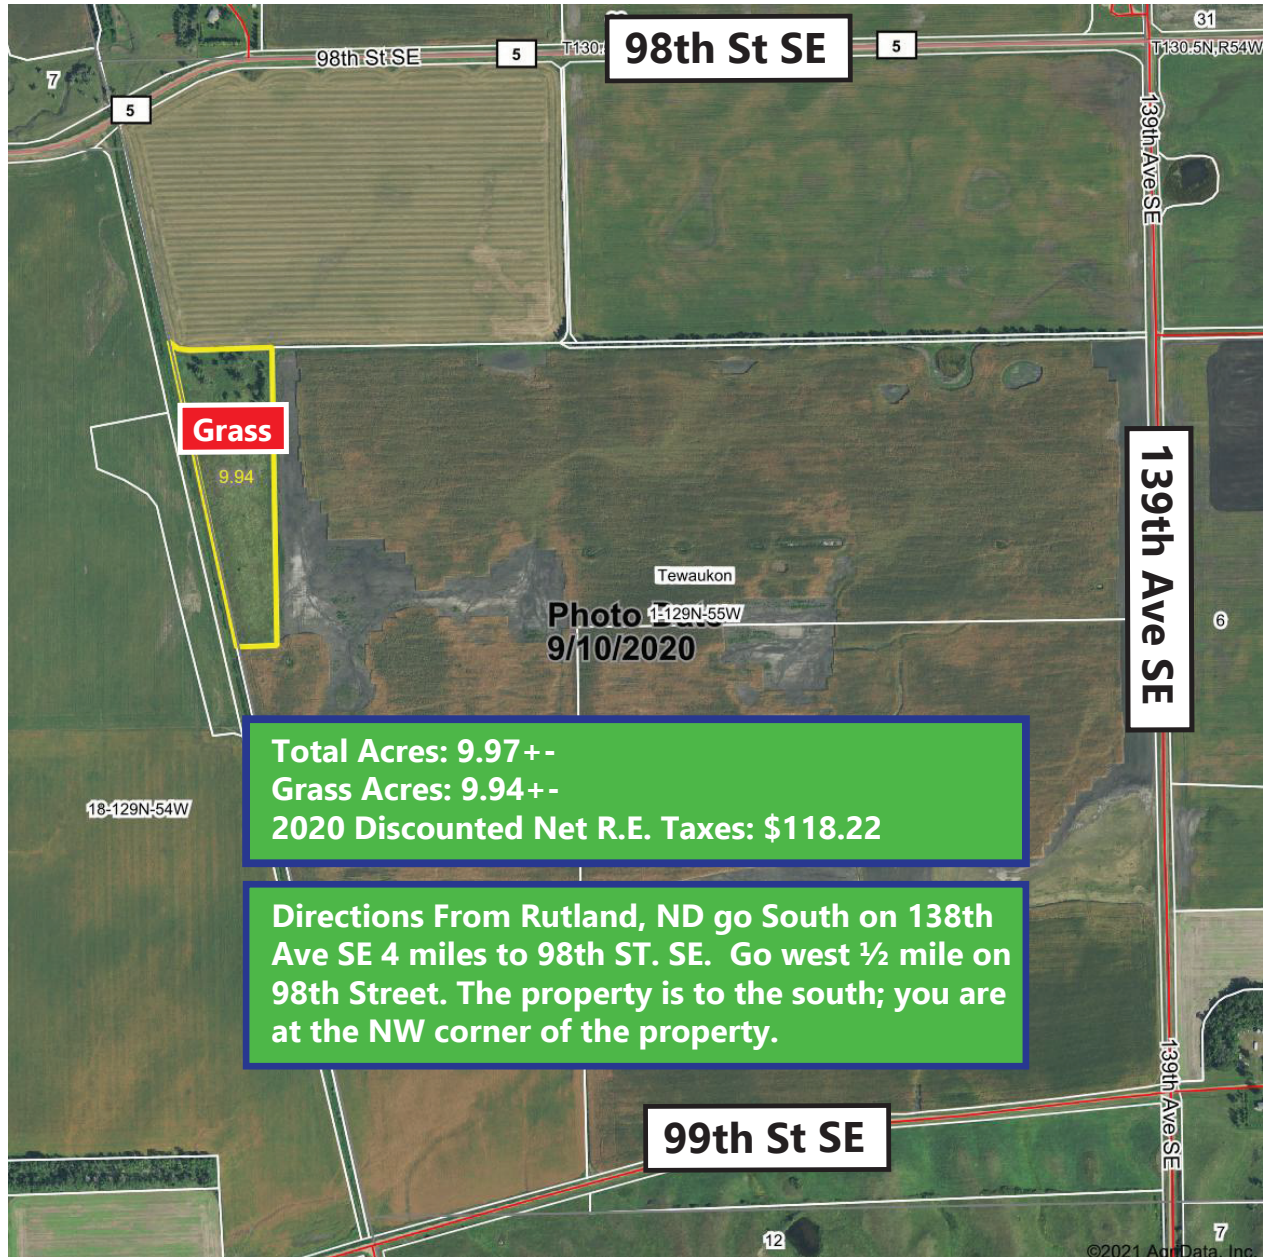 31
98th St SE
5
T130.
98th St SE
5
T130.5N,R54W
7
5
139th Ave SE
Grass
9.94
139th Ave SE
Tewaukon
Photo Date
1-129N-55W
9/10/2020
6
Total Acres: 9.97+-
Grass Acres: 9.94+-
2020 Discounted Net R.E. Taxes: $118.22
18-129N-54W
Directions From Rutland, ND go South on 138th
Ave SE 4 miles to 98th ST. SE.  Go west ½ mile on
98th Street. The property is to the south; you are
at the NW corner of the property.
139th Ave SE
99th St SE
12
7
©2021 AgriData, Inc.